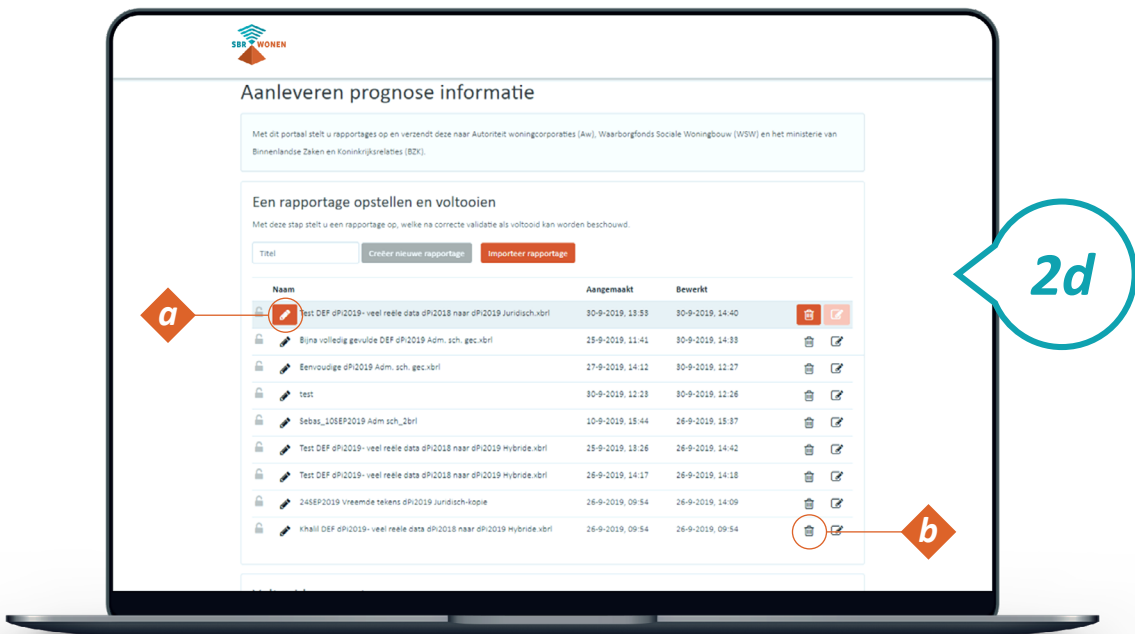 SBR WONEN
Aanleveren prognose informatie
Met dit portaal stelt u rapportages op en verzendt deze naar Autoriteit woningcorporaties (Aw), Waarborgfonds Sociale Woningbouw (WSW) en het ministerie van
Binnenlandse Zaken en Koninkrijksrelaties (BZK).
Een rapportage opstellen en voltooien
Met deze stap stelt u een rapportage op, welke na correcte validatie als voltooid kan worden beschouwd.
Titel Creëer nieuwe rapportage Importeer rapportage
Naam Aangemaakt Bewerkt
a Test DEF dPi2019- veel reële data dPi2018 naar dPi2019 Juridisch.xbrl 30-9-2019, 13:53 30-9-2019, 14:40
2d
Bijna volledig gevulde DEF dPi2019 Adm. sch. gec.xbrl 25-9-2019, 11:41 30-9-2019, 14:33
Eenvoudige dPi2019 Adm. sch. gec.xbrl 27-9-2019, 14:12 30-9-2019, 12:27
test 30-9-2019, 12:23 30-9-2019, 12:26
Sebas_10SEP2019 Adm sch_2brl 10-9-2019, 15:44 26-9-2019, 15:37
Test DEF dPi2019- veel reële data dPi2018 naar dPi2019 Hybride.xbrl 25-9-2019, 13:26 26-9-2019, 14:42
Test DEF dPi2019- veel reële data dPi2018 naar dPi2019 Hybride.xbrl 26-9-2019, 14:17 26-9-2019, 14:18
24SEP2019 Vreemde tekens dPi2019 Juridisch-kopie 26-9-2019, 09:54 26-9-2019, 14:09
Khalil DEF dPi2019- veel reële data dPi2018 naar dPi2019 Hybride.xbrl 26-9-2019, 09:54 26-9-2019, 09:54 b